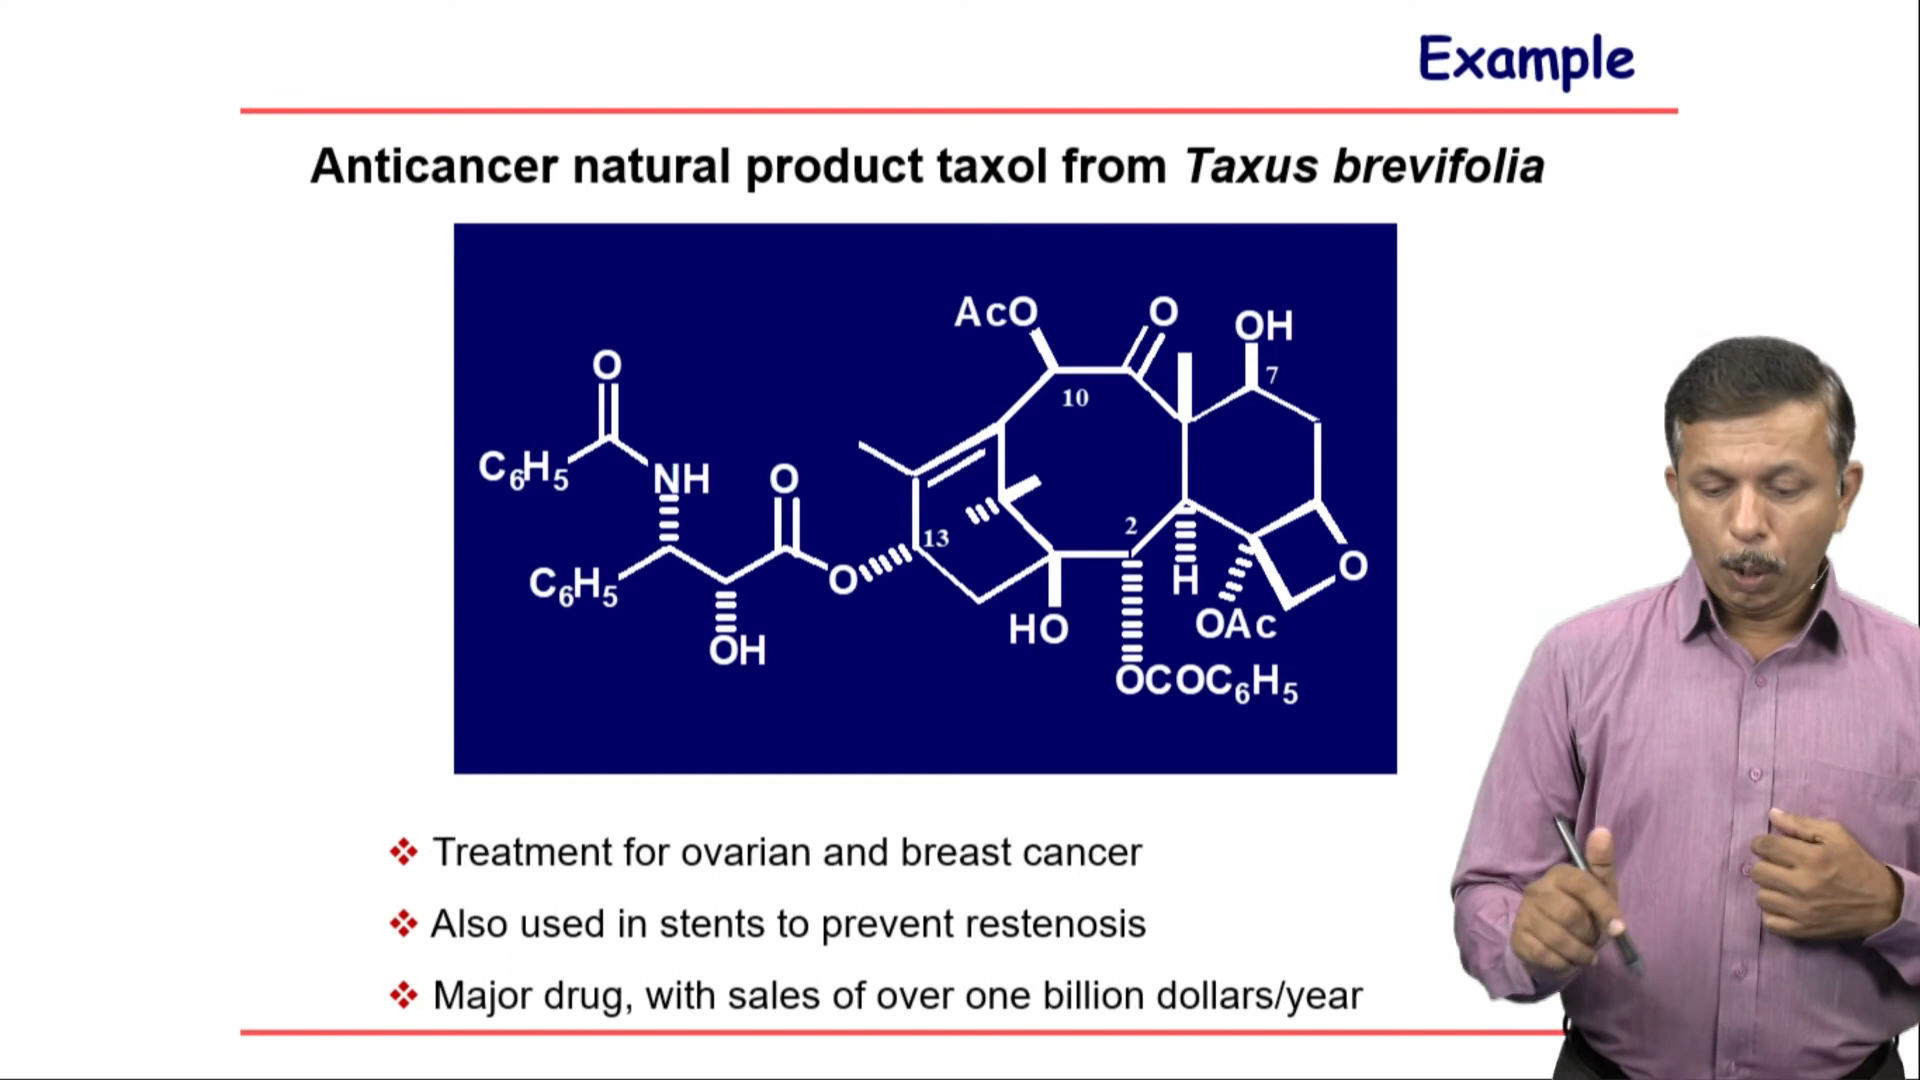 Example
Anticancer natural product taxol from Taxus brevifolia
AcO
O
OH
7
10
O
C6H5
NH
O
2
13
O
C6H5
H
O
HO
OAc
OH
OCOC6H5
Treatment for ovarian and breast cancer
Also used in stents to prevent restenosis
Major drug, with sales of over one billion dollars/year